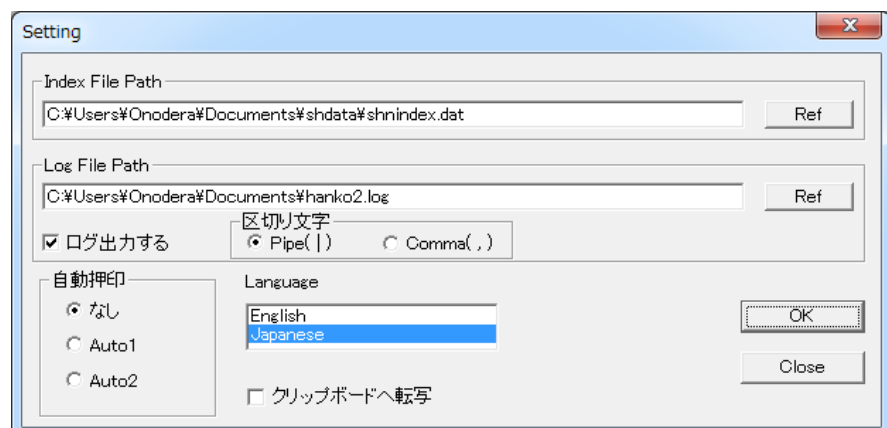 Setting
Index File Path
C:¥Users¥Onodera¥Documents¥shdata¥shnindex.dat
Ref
Log File Path
C:¥Users¥Onodera¥Documents¥hanko2.log
Ref
ログ出力する
区切り文字
Pipe(|)
Comma(,)
自動押印
なし
Auto1
Auto2
Language
English
Japanese
クリップボードへ転写
OK
Close